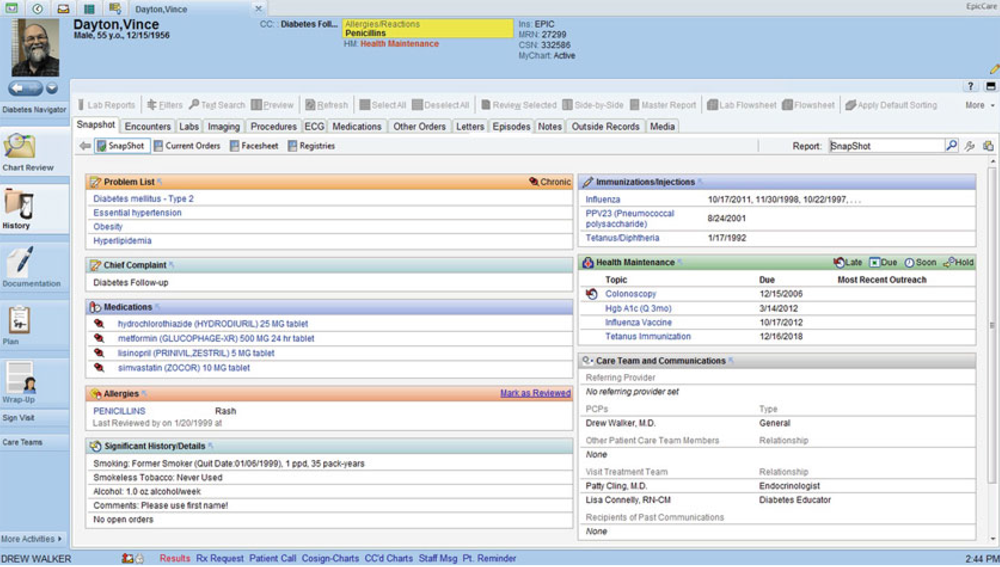 Dayton,Vince
EpicCare
Dayton,Vince
Male, 55 y.o., 12/15/1956
CC: : Diabetes Foll...
Allergies/Reactions
Penicillins
HM: Health Maintenance
Ins: EPIC
MRN: 27299
CSN: 332586
MyChart: Active
?
Diabetes Navigator
Chart Review
History
Documentation
Plan
Wrap-Up
Sign Visit
Care Teams
More Activities
Lab Reports Filters Text Search Preview Refresh Select All Deselect All Review Selected Side-by-Side Master Report Lab Flowsheet Flowsheet Apply Default Sorting More
Snapshot Encounters Labs Imaging Procedures ECG Medications Other Orders Letters Episodes Notes Outside Records Media
SnapShot Current Orders Facesheet Registries Report: SnapShot
Problem List Chronic
Diabetes mellitus - Type 2
Essential hypertension
Obesity
Hyperlipidemia
Chief Complaint
Diabetes Follow-up
Medications
hydrochlorothiazide (HYDRODIURIL) 25 MG tablet
metformin (GLUCOPHAGE-XR) 500 MG 24 hr tablet
lisinopril (PRINIVIL,ZESTRIL) 5 MG tablet
simvastatin (ZOCOR) 10 MG tablet
Allergies Mark as Reviewed
PENICILLINS Rash
Last Reviewed by on 1/20/1999 at
Significant History/Details
Smoking: Former Smoker (Quit Date:01/06/1999), 1 ppd, 35 pack-years
Smokeless Tobacco: Never Used
Alcohol: 1.0 oz alcohol/week
Comments: Please use first name!
No open orders
Immunizations/Injections
Influenza 10/17/2011, 11/30/1998, 10/22/1997, . . .
PPV23 (Pneumococcal
polysaccharide) 8/24/2001
Tetanus/Diphtheria 1/17/1992
Health Maintenance Late Due Soon Hold
Topic Due Most Recent Outreach
Colonoscopy 12/15/2006
Hgb A1c (Q 3mo) 3/14/2012
Influenza Vaccine 10/17/2012
Tetanus Immunization 12/16/2018
Care Team and Communications
Referring Provider
No referring provider set
PCPs Type
Drew Walker, M.D. General
Other Patient Care Team Members Relationship
None
Visit Treatment Team Relationship
Patty Cling, M.D. Endocrinologist
Lisa Connelly, RN-CM Diabetes Educator
Recipients of Past Communications
None
DREW WALKER Results Rx Request Patient Call Cosign-Charts CC'd Charts Staff Msg Pt. Reminder 2:44 PM